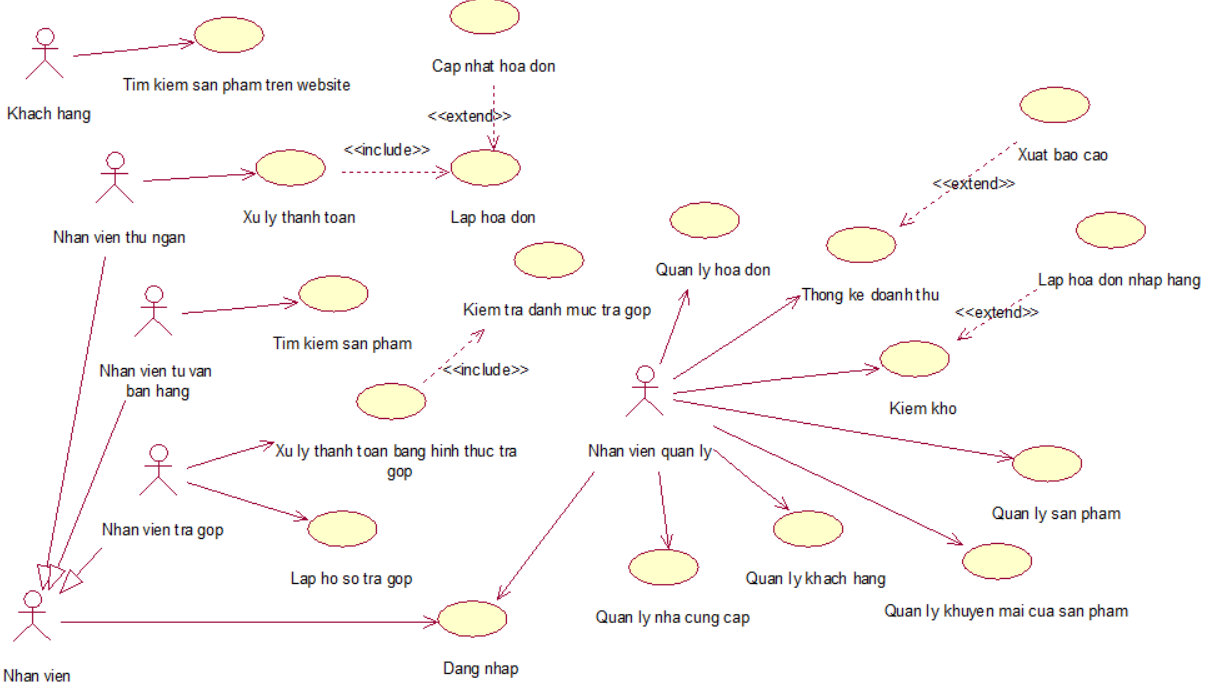 Cap nhat hoa don
Tim kiem san pham tren website
Khach hang
<<extend>>
<<include>>
Xuat bao cao
<<extend>>
Xu ly thanh toan
Lap hoa don
Nhan vien thu ngan
Quan ly hoa don
Thong ke doanh thu
Lap hoa don nhap hang
<<extend>>
Kiem tra danh muc tra gop
Tim kiem san pham
Nhan vien tu van
ban hang
<<include>>
Kiem kho
Xu ly thanh toan bang hinh thuc tra
gop
Nhan vien quan ly
Nhan vien tra gop
Quan ly san pham
Lap ho so tra gop
Quan ly khach hang
Quan ly nha cung cap
Quan ly khuyen mai cua san pham
Dang nhap
Nhan vien